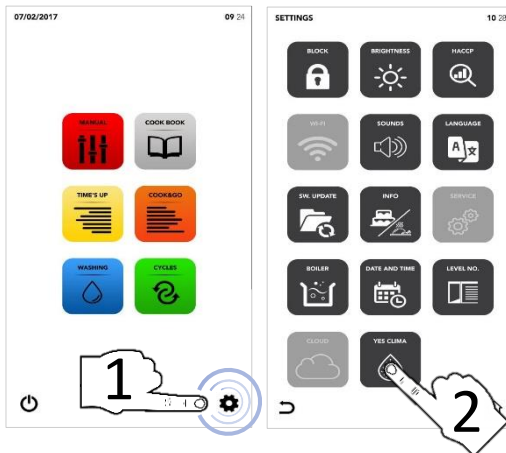 07/02/2017
09 24
MANUAL
COOK BOOK
TIME'S UP
COOK&GO
WASHING
CYCLES
1
SETTINGS
10 28
BLOCK
BRIGHTNESS
HACCP
WI-FI
SOUNDS
LANGUAGE
A
文
SW. UPDATE
INFO
SERVICE
BOILER
DATE AND TIME
LEVEL NO.
CLOUD
YES CLIMA
2